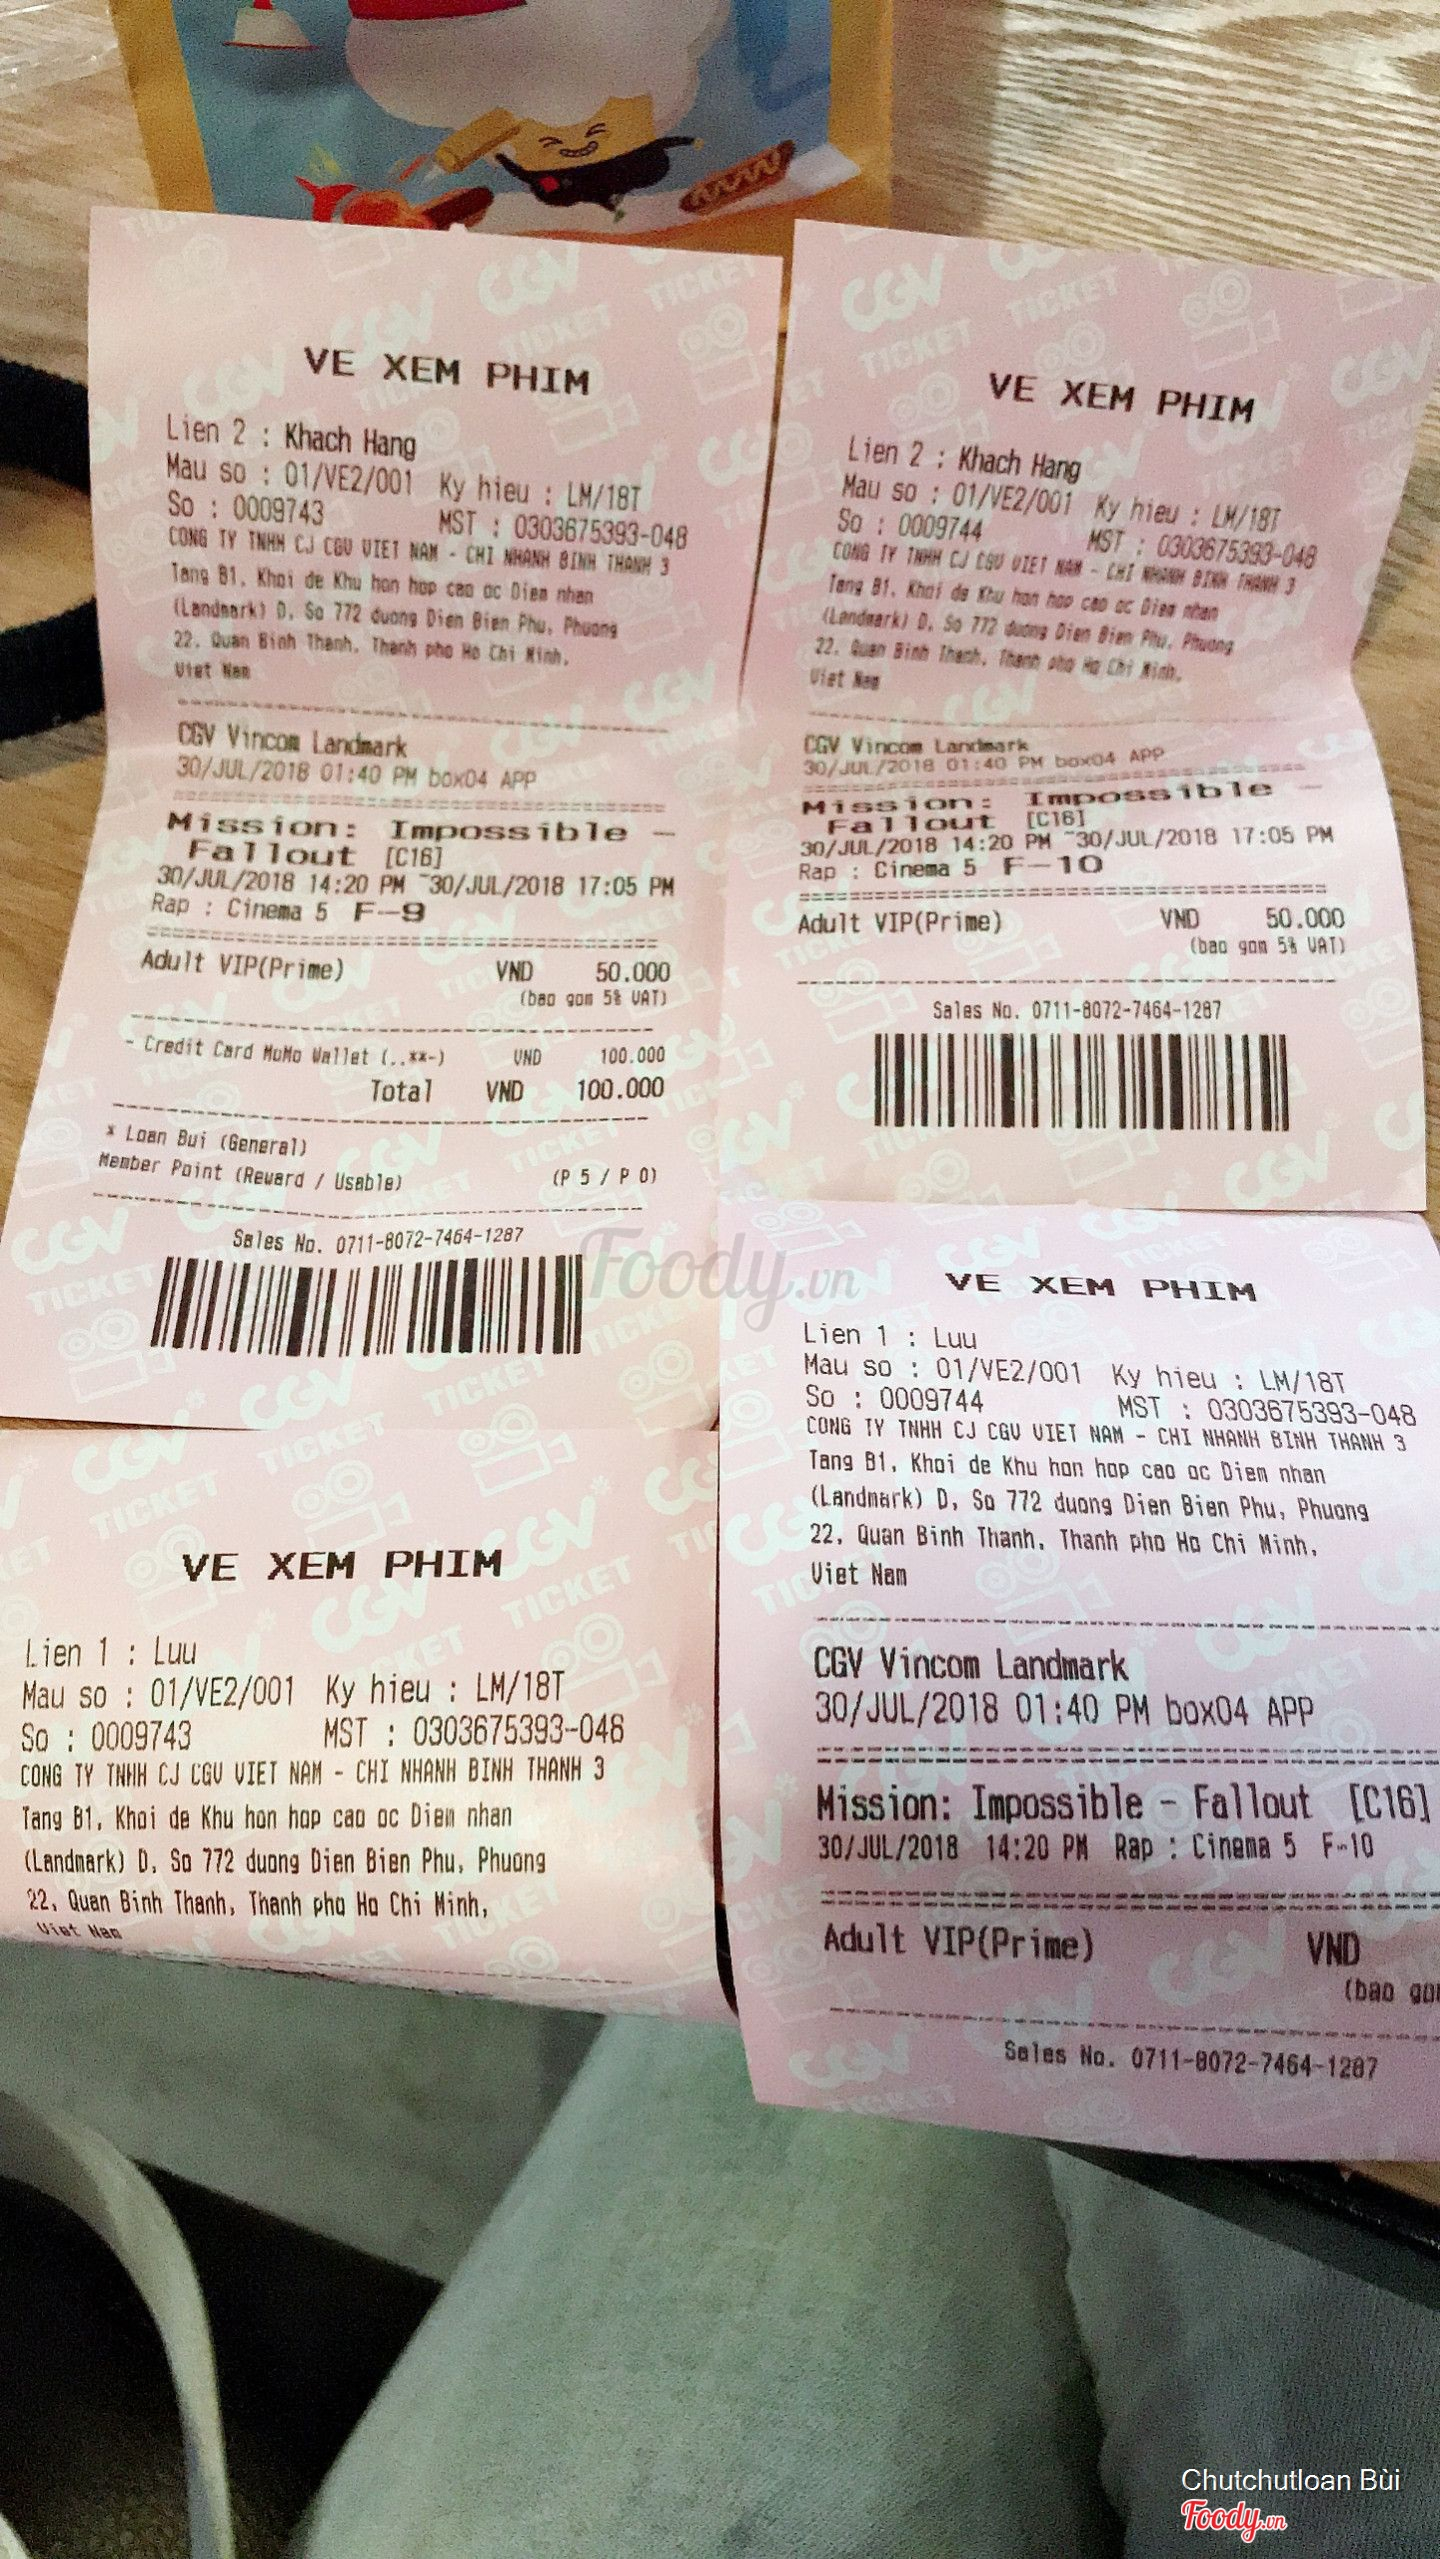 VE XEM PHIM
Lien 2 : Khach Hang
Mau so : 01/VE2/001 Ky hieu : LM/18T
So : 0009743 MST : 0303675393-048
CONG TY TNHH CJ CGV VIET NAM - CHI NHANH BINH THANH 3
Tang B1, Khoi de Khu hon hop cao oc Diem nhan
(Landmark) D, So 772 duong Dien Bien Phu, Phuong
22, Quan Binh Thanh, Thanh pho Ho Chi Minh,
Viet Nam
CGV Vincom Landmark
30/JUL/2018 01:40 PM box04 APP
Mission: Impossible -
Fallout [C16]
30/JUL/2018 14:20 PM ~30/JUL/2018 17:05 PM
Rap : Cinema 5 F-9
Adult VIP(Prime) VND 50.000
(bao gom 5% VAT)
- Credit Card MoMo Wallet (..**-) VND 100.000
Total VND 100.000
* Loan Bui (General)
Member Point (Reward / Usable) (P 5 / P 0)
Sales No. 0711-8072-7464-1287
VE XEM PHIM
Lien 2 : Khach Hang
Mau so : 01/VE2/001 Ky hieu : LM/18T
So : 0009744 MST : 0303675393-048
CONG TY TNHH CJ CGV VIET NAM - CHI NHANH BINH THANH 3
Tang B1, Khoi de Khu hon hop cao oc Diem nhan
(Landmark) D, So 772 duong Dien Bien Phu, Phuong
22, Quan Binh Thanh, Thanh pho Ho Chi Minh,
Viet Nam
CGV Vincom Landmark
30/JUL/2018 01:40 PM box04 APP
Mission: Impossible -
Fallout [C16]
30/JUL/2018 14:20 PM ~30/JUL/2018 17:05 PM
Rap : Cinema 5 F-10
Adult VIP(Prime) VND 50.000
(bao gom 5% VAT)
Sales No. 0711-8072-7464-1287
VE XEM PHIM
Lien 1 : Luu
Mau so : 01/VE2/001 Ky hieu : LM/18T
So : 0009743 MST : 0303675393-048
CONG TY TNHH CJ CGV VIET NAM - CHI NHANH BINH THANH 3
Tang B1, Khoi de Khu hon hop cao oc Diem nhan
(Landmark) D, So 772 duong Dien Bien Phu, Phuong
22, Quan Binh Thanh, Thanh pho Ho Chi Minh,
Viet Nam
VE XEM PHIM
Lien 1 : Luu
Mau so : 01/VE2/001 Ky hieu : LM/18T
So : 0009744 MST : 0303675393-048
CONG TY TNHH CJ CGV VIET NAM - CHI NHANH BINH THANH 3
Tang B1, Khoi de Khu hon hop cao oc Diem nhan
(Landmark) D, So 772 duong Dien Bien Phu, Phuong
22, Quan Binh Thanh, Thanh pho Ho Chi Minh,
Viet Nam
CGV Vincom Landmark
30/JUL/2018 01:40 PM box04 APP
Mission: Impossible - Fallout [C16]
30/JUL/2018 14:20 PM Rap : Cinema 5 F-10
Adult VIP(Prime) VND
(bao
Sales No. 0711-8072-7464-1287
Foody.vn
Chutchutloan Bùi
Foody.vn